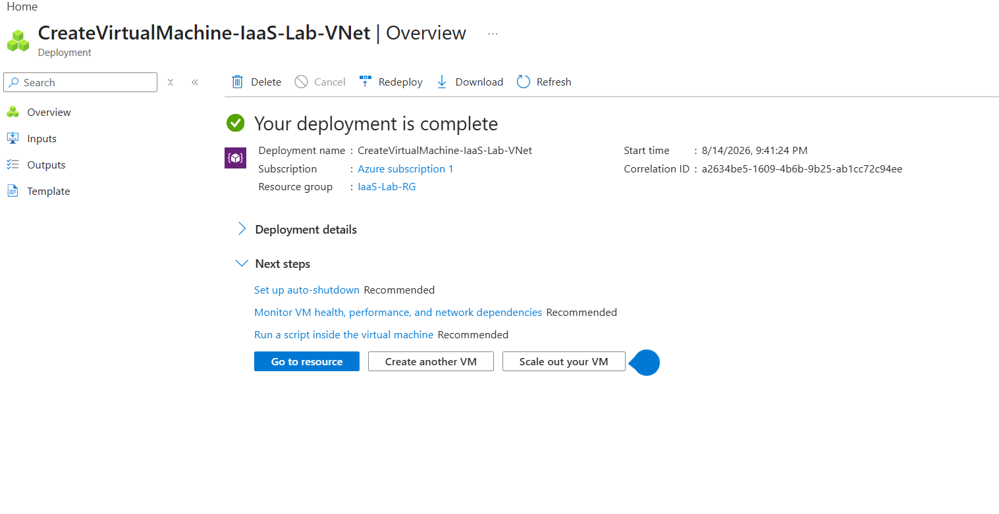 Home
CreateVirtualMachine-IaaS-Lab-VNet | Overview ...
Deployment
Search
Overview
Inputs
Outputs
Template
Delete Cancel Redeploy Download Refresh
Your deployment is complete
Deployment name : CreateVirtualMachine-IaaS-Lab-VNet Start time : 8/14/2026, 9:41:24 PM
Subscription : Azure subscription 1 Correlation ID : a2634be5-1609-4b6b-9b25-ab1cc72c94ee
Resource group : IaaS-Lab-RG
Deployment details
Next steps
Set up auto-shutdown Recommended
Monitor VM health, performance, and network dependencies Recommended
Run a script inside the virtual machine Recommended
Go to resource Create another VM Scale out your VM